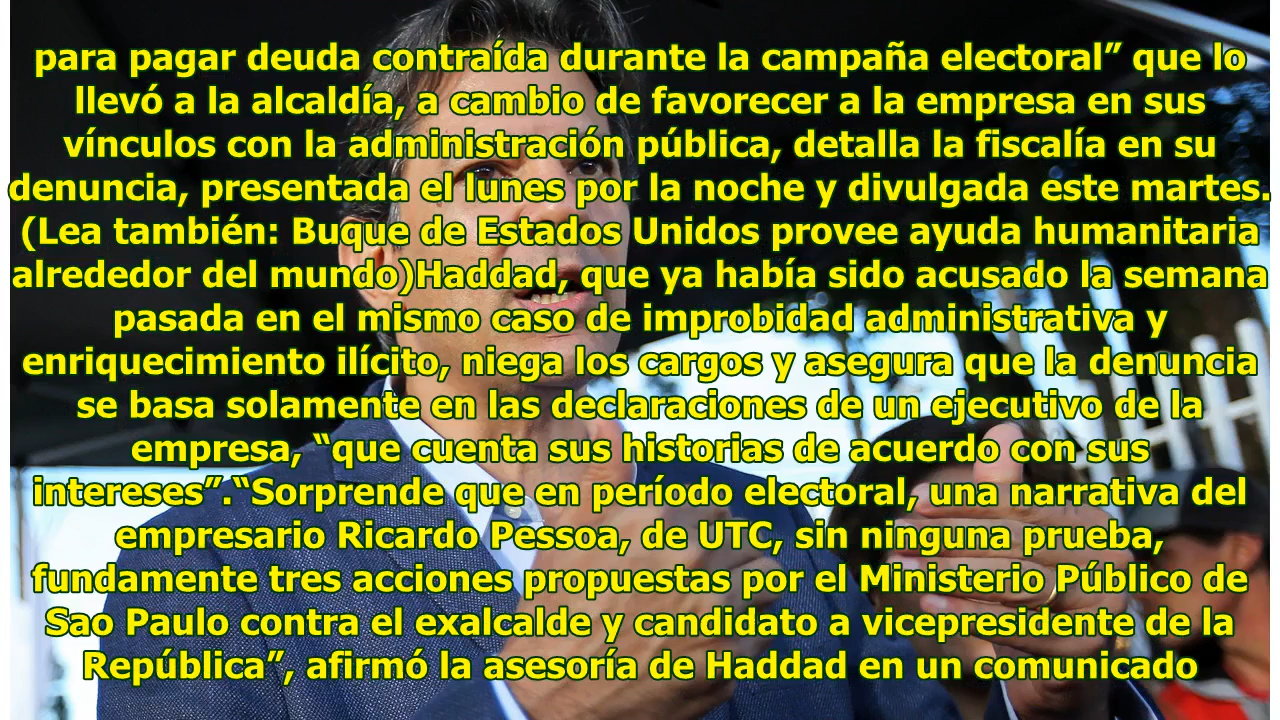 para pagar deuda contraída durante la campaña electoral” que lo
llevó a la alcaldía, a cambio de favorecer a la empresa en sus
vínculos con la administración pública, detalla la fiscalía en su
denuncia, presentada el lunes por la noche y divulgada este martes.
(Lea también: Buque de Estados Unidos provee ayuda humanitaria
alrededor del mundo)Haddad, que ya había sido acusado la semana
pasada en el mismo caso de improbidad administrativa y
enriquecimiento ilícito, niega los cargos y asegura que la denuncia
se basa solamente en las declaraciones de un ejecutivo de la
empresa, “que cuenta sus historias de acuerdo con sus
intereses”.“Sorprende que en período electoral, una narrativa del
empresario Ricardo Pessoa, de UTC, sin ninguna prueba,
fundamente tres acciones propuestas por el Ministerio Público de
Sao Paulo contra el exalcalde y candidato a vicepresidente de la
República”, afirmó la asesoría de Haddad en un comunicado